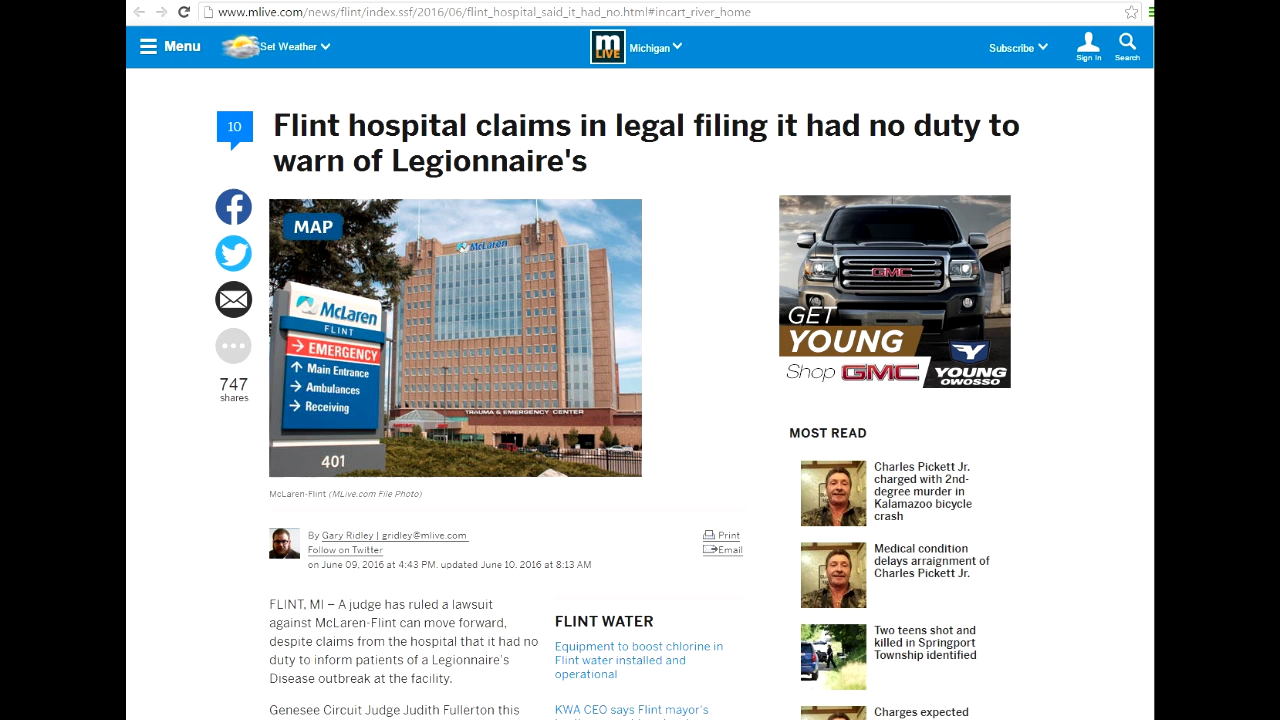 www.mlive.com/news/flint/index.ssf/2016/06/flint_hospital_said_it_had_no.html#incart_river_home
Menu
Set Weather
m
LIVE
Michigan
Subscribe
Sign In
Search
10
Flint hospital claims in legal filing it had no duty to
warn of Legionnaire's
MAP
McLaren
McLaren
FLINT
EMERGENCY
Main Entrance
Ambulances
Receiving
401
TRAUMA & EMERGENCY CENTER
747
shares
GMC
GET
YOUNG
Shop GMC
YOUNG
OWOSSO
McLaren-Flint (MLive.com File Photo)
By Gary Ridley | gridley@mlive.com
Follow on Twitter
on June 09, 2016 at 4:43 PM, updated June 10, 2016 at 8:13 AM
Print
Email
FLINT, MI – A judge has ruled a lawsuit
against McLaren-Flint can move forward,
despite claims from the hospital that it had no
duty to inform patients of a Legionnaire's
Disease outbreak at the facility.
Genesee Circuit Judge Judith Fullerton this
FLINT WATER
Equipment to boost chlorine in
Flint water installed and
operational
KWA CEO says Flint mayor's
MOST READ
Charles Pickett Jr.
charged with 2nd-
degree murder in
Kalamazoo bicycle
crash
Medical condition
delays arraignment of
Charles Pickett Jr.
Two teens shot and
killed in Springport
Township identified
Charges expected